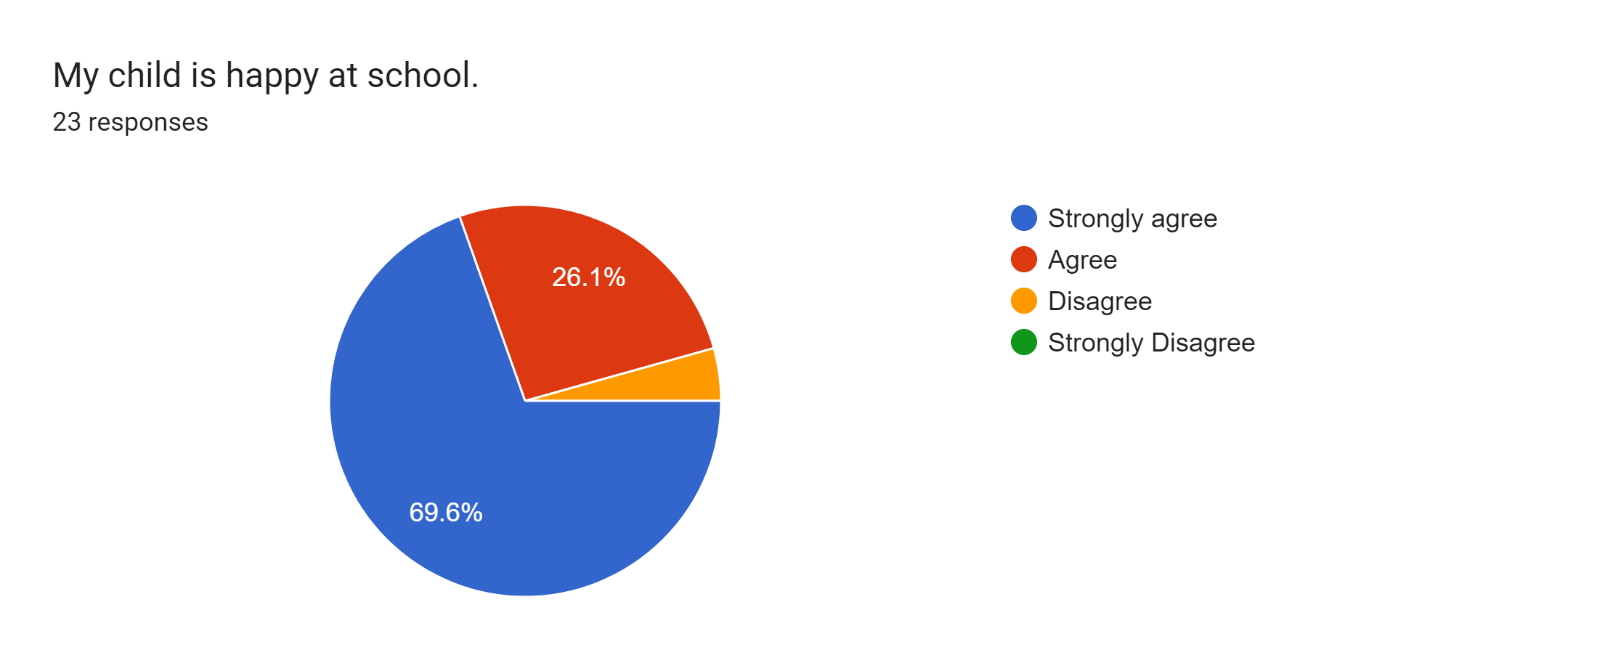 My child is happy at school.
23 responses
Strongly agree
Agree
Disagree
Strongly Disagree
26.1%
69.6%